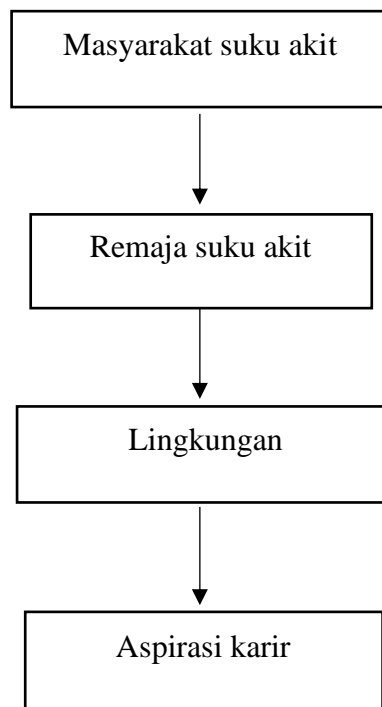 Masyarakat suku akit
Remaja suku akit
Lingkungan
Aspirasi karir